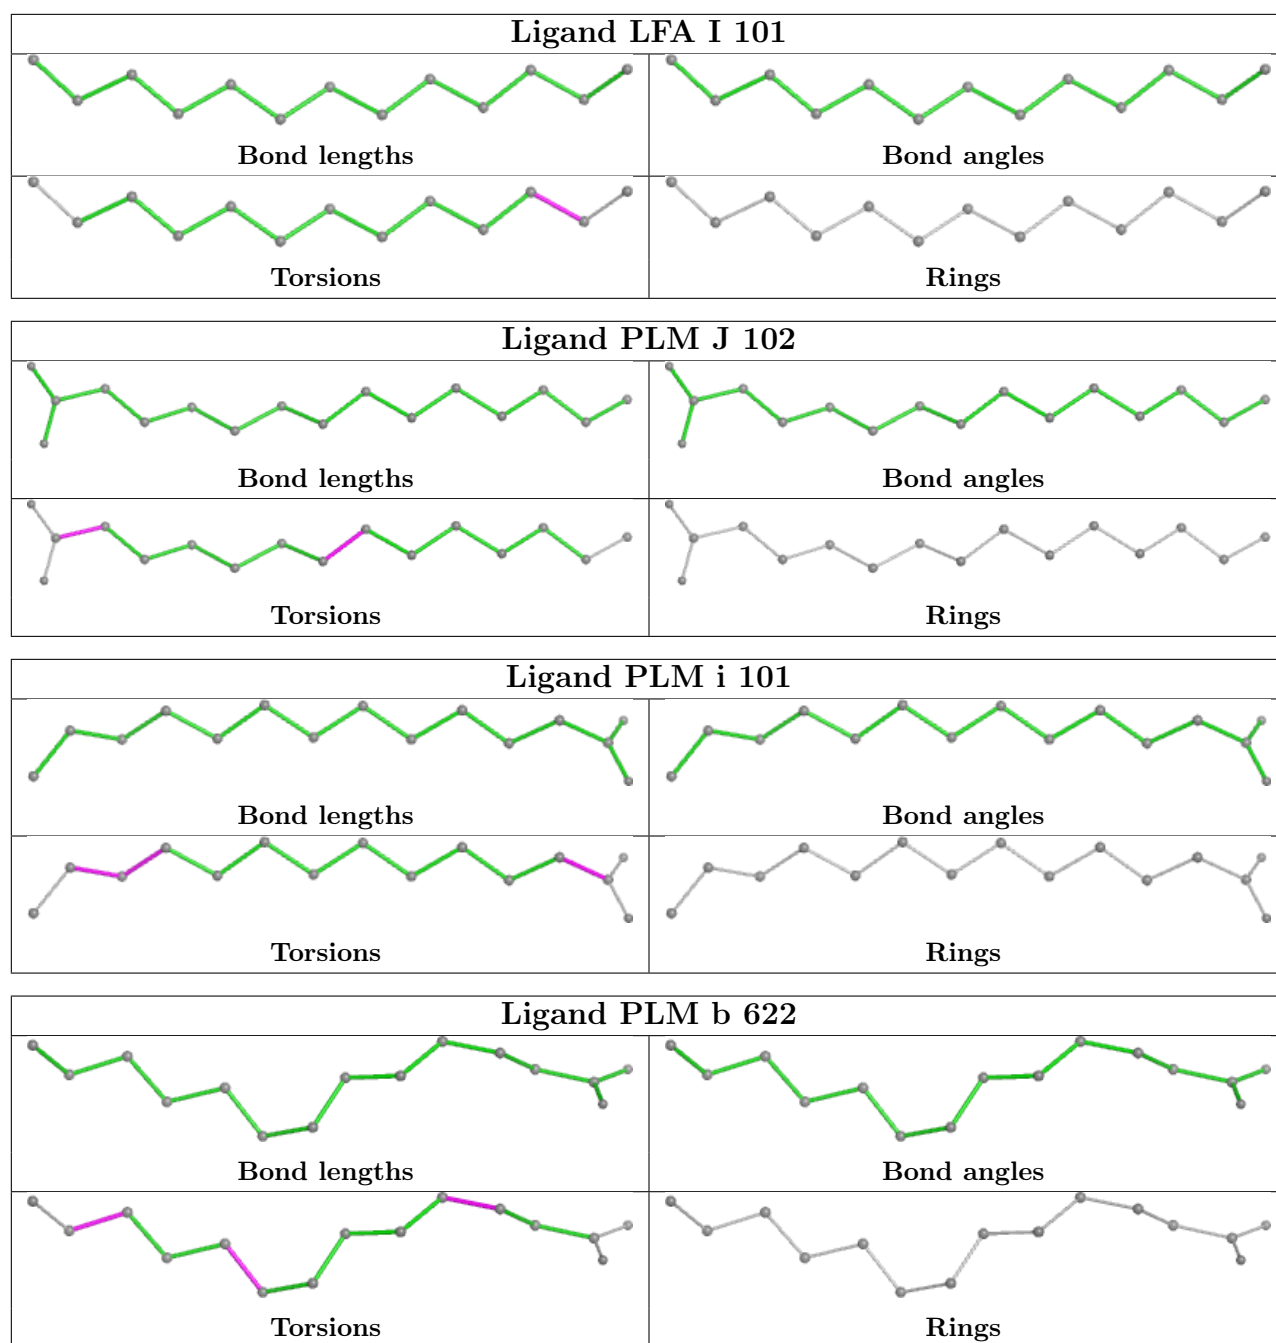 Ligand LFA I 101
Bond lengths
Bond angles
Torsions
Rings
Ligand PLM J 102
Bond lengths
Bond angles
Torsions
Rings
Ligand PLM i 101
Bond lengths
Bond angles
Torsions
Rings
Ligand PLM b 622
Bond lengths
Bond angles
Torsions
Rings